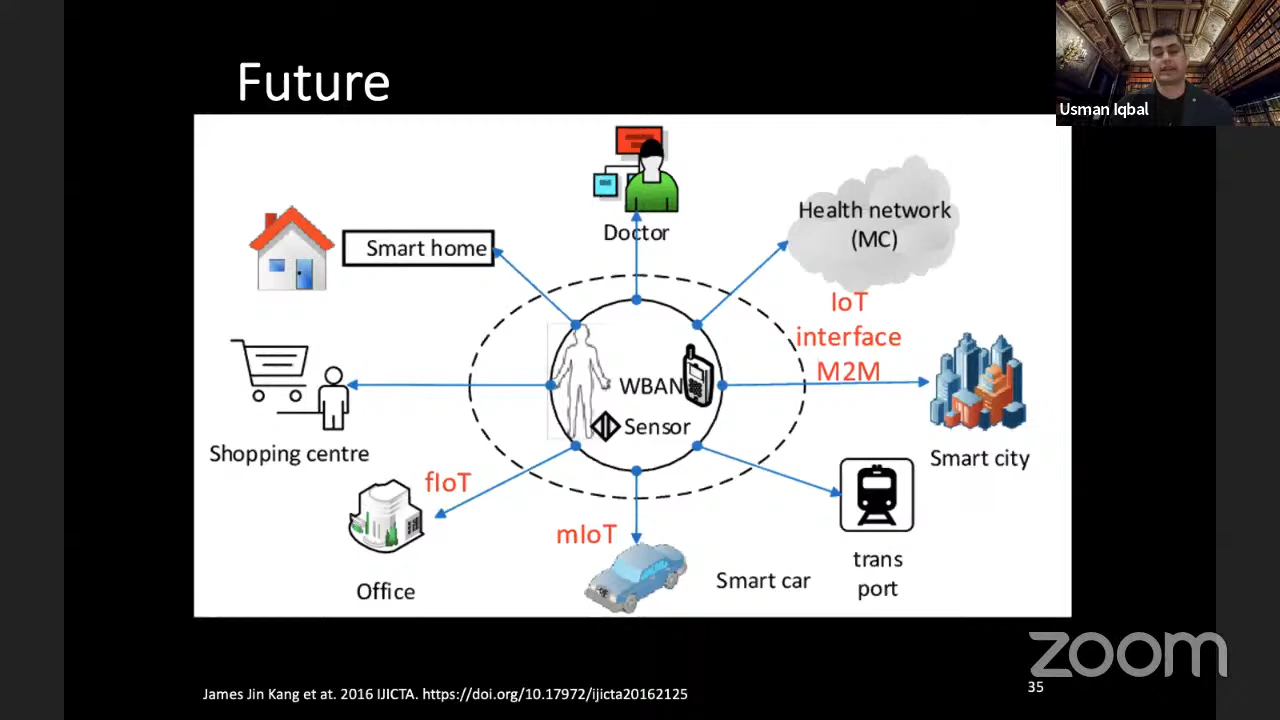 Future
Usman Iqbal
Doctor
Health network
(MC)
Smart home
IoT
interface
M2M
WBAN
Sensor
Shopping centre
Smart city
fIoT
mIoT
Office
Smart car
trans
port
zoom
James Jin Kang et at. 2016 IJICTA. https://doi.org/10.17972/ijicta20162125
35